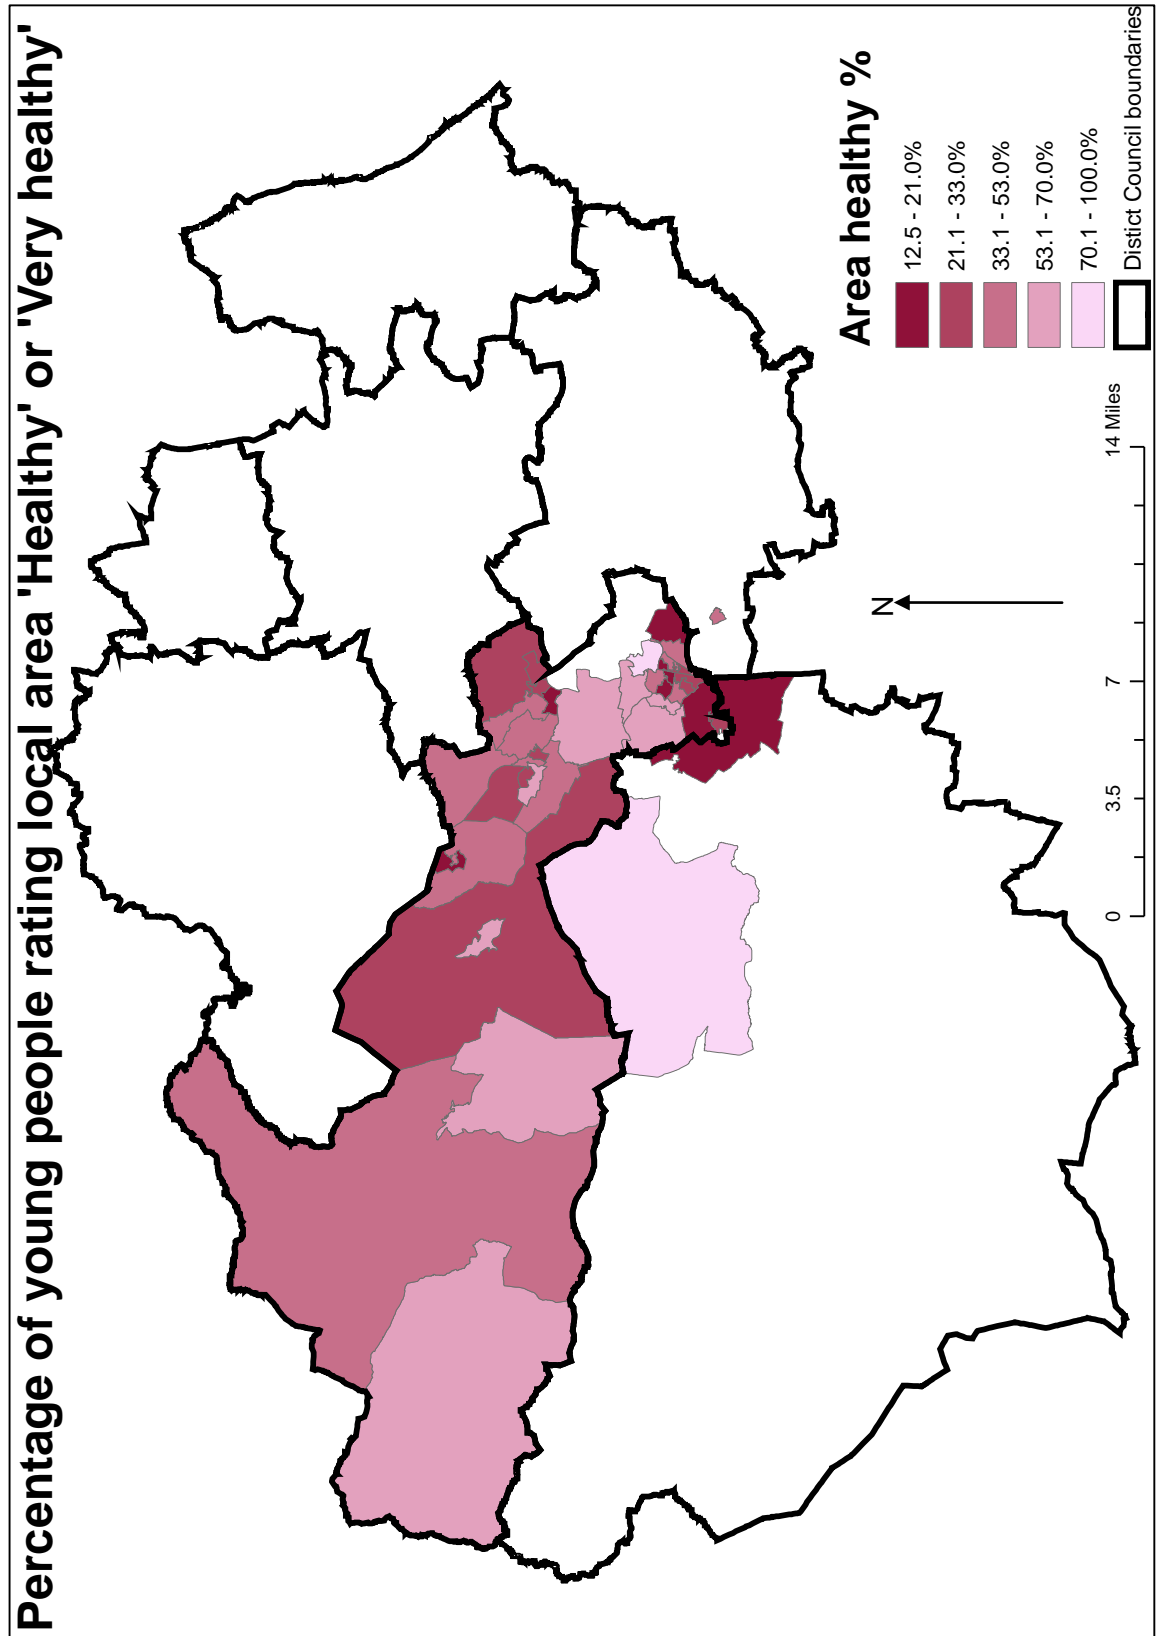 Percentage of young people rating local area 'Healthy' or 'Very healthy'
Area healthy %
12.5 - 21.0%
21.1 - 33.0%
33.1 - 53.0%
53.1 - 70.0%
70.1 - 100.0%
Distict Council boundaries
N
0 3.5 7 14 Miles